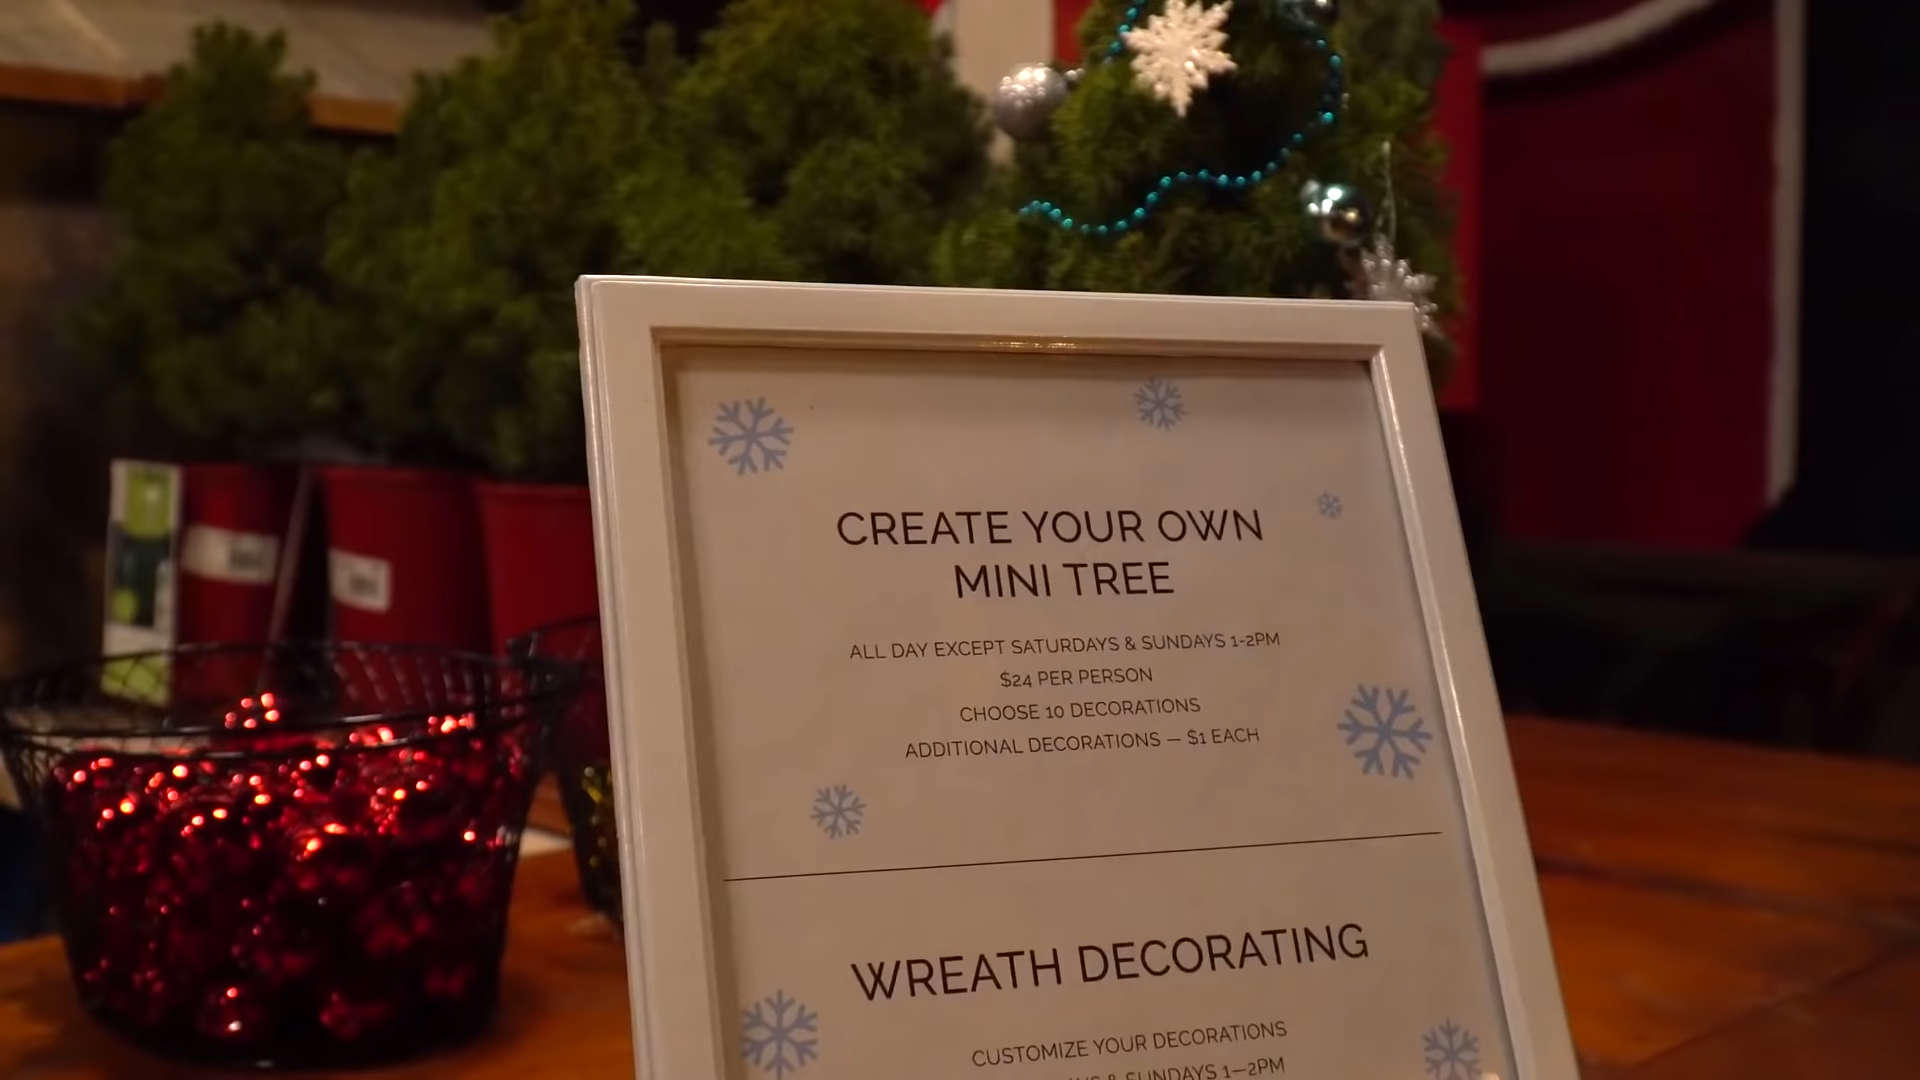 CREATE YOUR OWN
MINI TREE
ALL DAY EXCEPT SATURDAYS & SUNDAYS 1-2PM
$24 PER PERSON
CHOOSE 10 DECORATIONS
ADDITIONAL DECORATIONS — $1 EACH
WREATH DECORATING
CUSTOMIZE YOUR DECORATIONS
& SUNDAYS 1—2PM